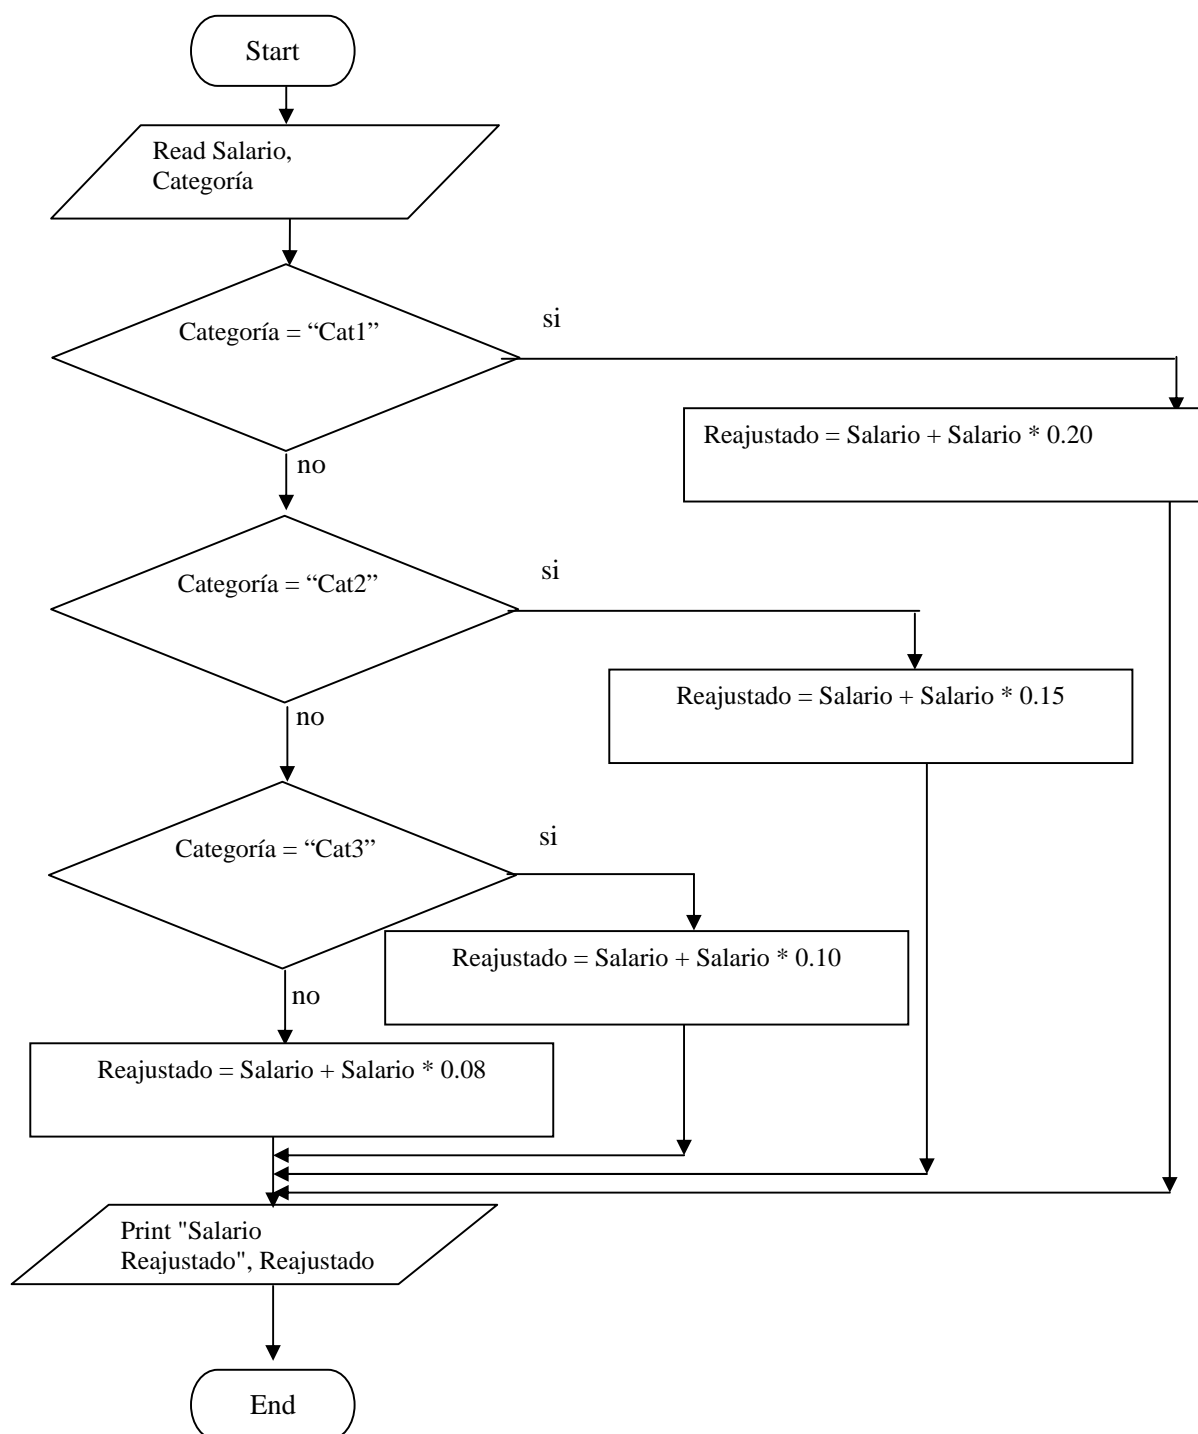 Start
Read Salario,
Categoría
Categoría = “Cat1”
si
Reajustado = Salario + Salario * 0.20
no
Categoría = “Cat2”
si
Reajustado = Salario + Salario * 0.15
no
Categoría = “Cat3”
si
Reajustado = Salario + Salario * 0.10
no
Reajustado = Salario + Salario * 0.08
Print "Salario
Reajustado", Reajustado
End